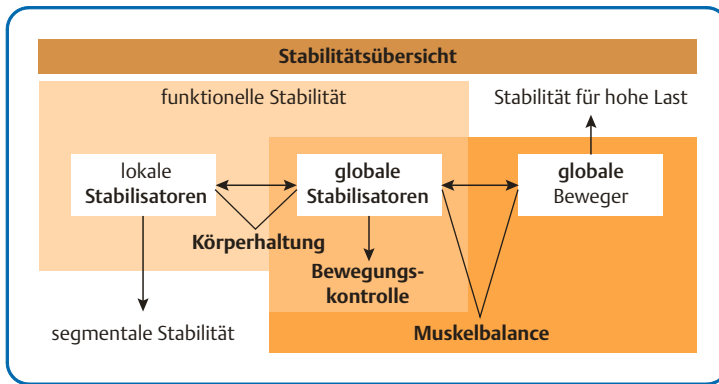 Stabilitätsübersicht
funktionelle Stabilität
Stabilität für hohe Last
lokale
Stabilisatoren
globale
Stabilisatoren
globale
Beweger
Körperhaltung
Bewegungs-
kontrolle
segmentale Stabilität
Muskelbalance